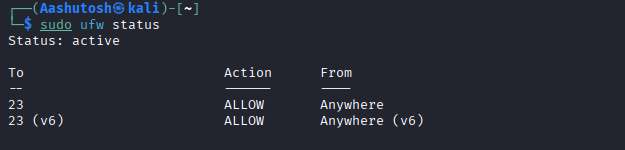 ┌──(Aashutosh㉿kali)-[~]
└─$ sudo ufw status
Status: active
To                         Action      From
--                         ------      ----
23                         ALLOW       Anywhere
23 (v6)                    ALLOW       Anywhere (v6)